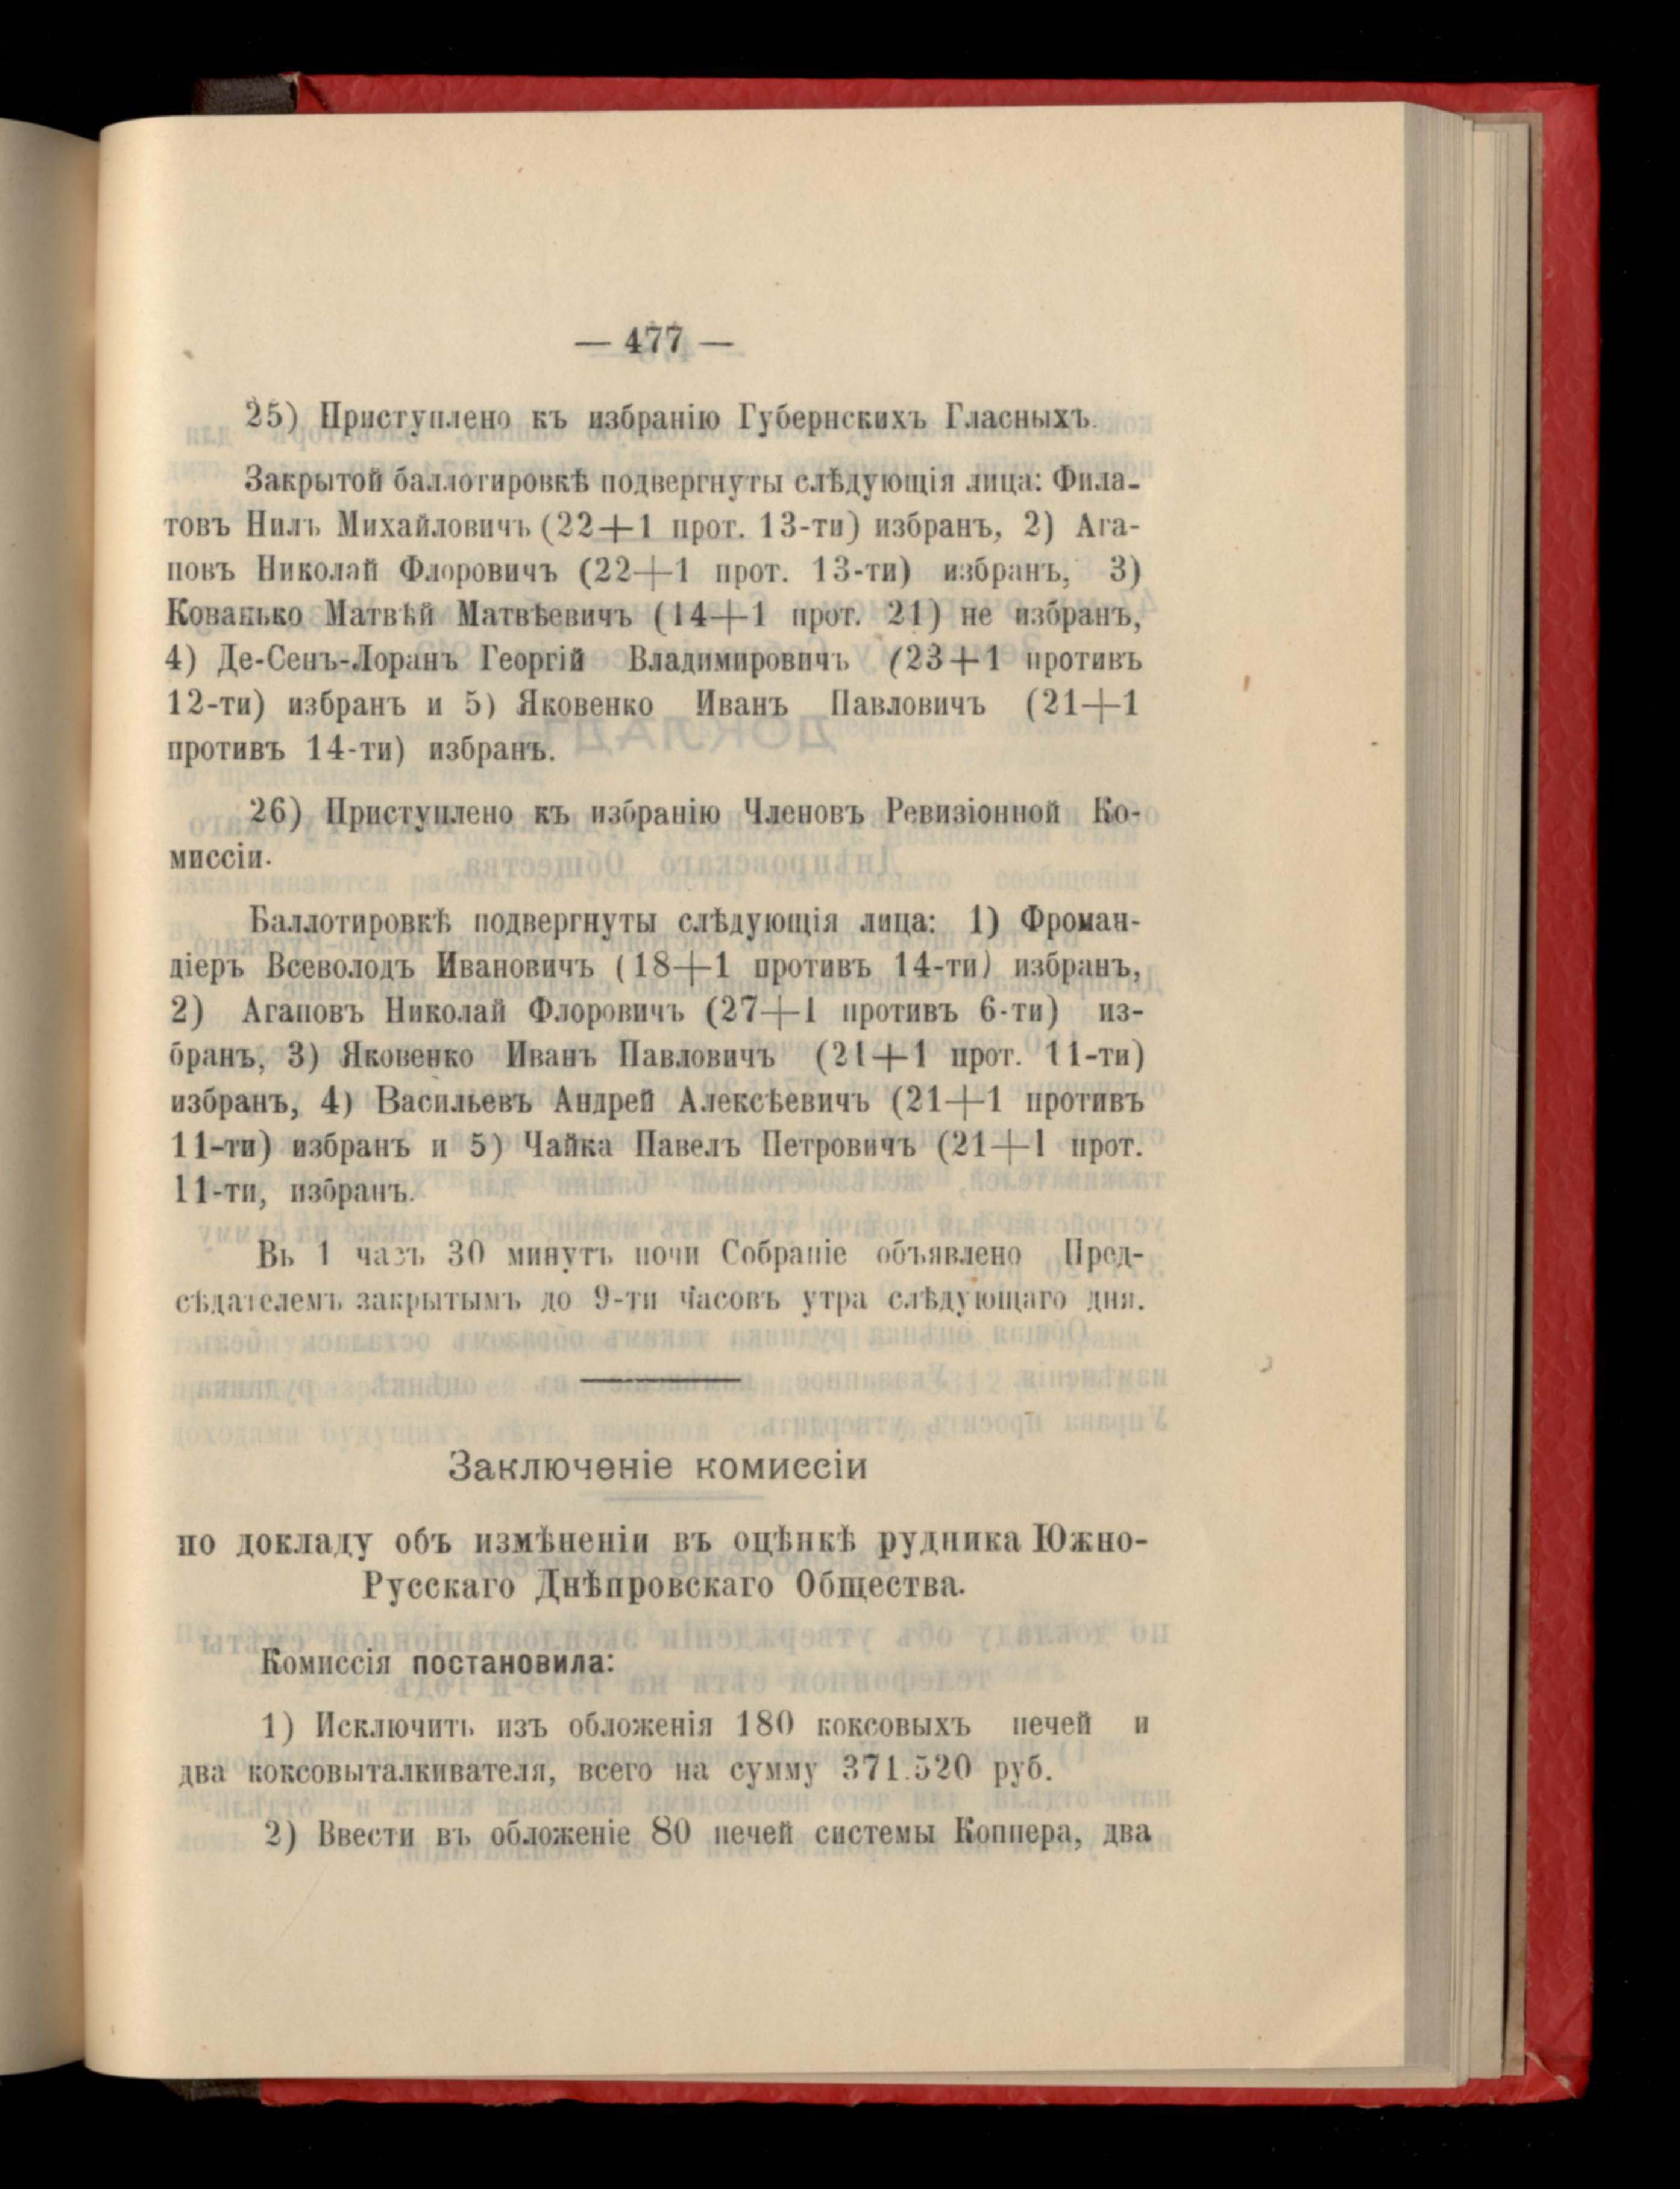 — 477 —
25) Приступлено къ избранію Губернскихъ Гласныхъ.
Закрытой баллотировкѣ подвергнуты слѣдующія лица: Фила-
товъ Нилъ Михайловичъ (22+1 прот. 13-ти) избранъ, 2) Ага-
повъ Николай Флоровичъ (22+1 прот. 13-ти) избранъ, 3)
Кованько Матвѣй Матвѣевичъ (14+1 прот. 21) не избранъ,
4) Де-Сенъ-Лоранъ Георгій Владимировичъ (23+1 противъ
12-ти) избранъ и 5) Яковенко Иванъ Павловичъ (21+1
противъ 14-ти) избранъ.
26) Приступлено къ избранію Членовъ Ревизіонной Ко-
миссіи.
Баллотировкѣ подвергнуты слѣдующія лица: 1) Фроман-
діеръ Всеволодъ Ивановичъ (18+1 противъ 14-ти) избранъ,
2) Агаповъ Николай Флоровичъ (27+1 противъ 6-ти) из-
бранъ, 3) Яковенко Иванъ Павловичъ (21+1 прот. 11-ти)
избранъ, 4) Васильевъ Андрей Алексѣевичъ (21+1 противъ
11-ти) избранъ и 5) Чайка Павелъ Петровичъ (21+1 прот.
11-ти, избранъ.
Въ 1 часъ 30 минутъ ночи Собраніе объявлено Пред-
сѣдателемъ закрытымъ до 9-ти часовъ утра слѣдующаго дня.
Заключеніе комиссіи
по докладу объ измѣненіи въ оцѣнкѣ рудника Южно-
Русскаго Днѣпровскаго Общества.
Комиссія постановила:
1) Исключить изъ обложенія 180 коксовыхъ печей и
два коксовыталкивателя, всего на сумму 371.520 руб.
2) Ввести въ обложеніе 80 печей системы Коппера, два